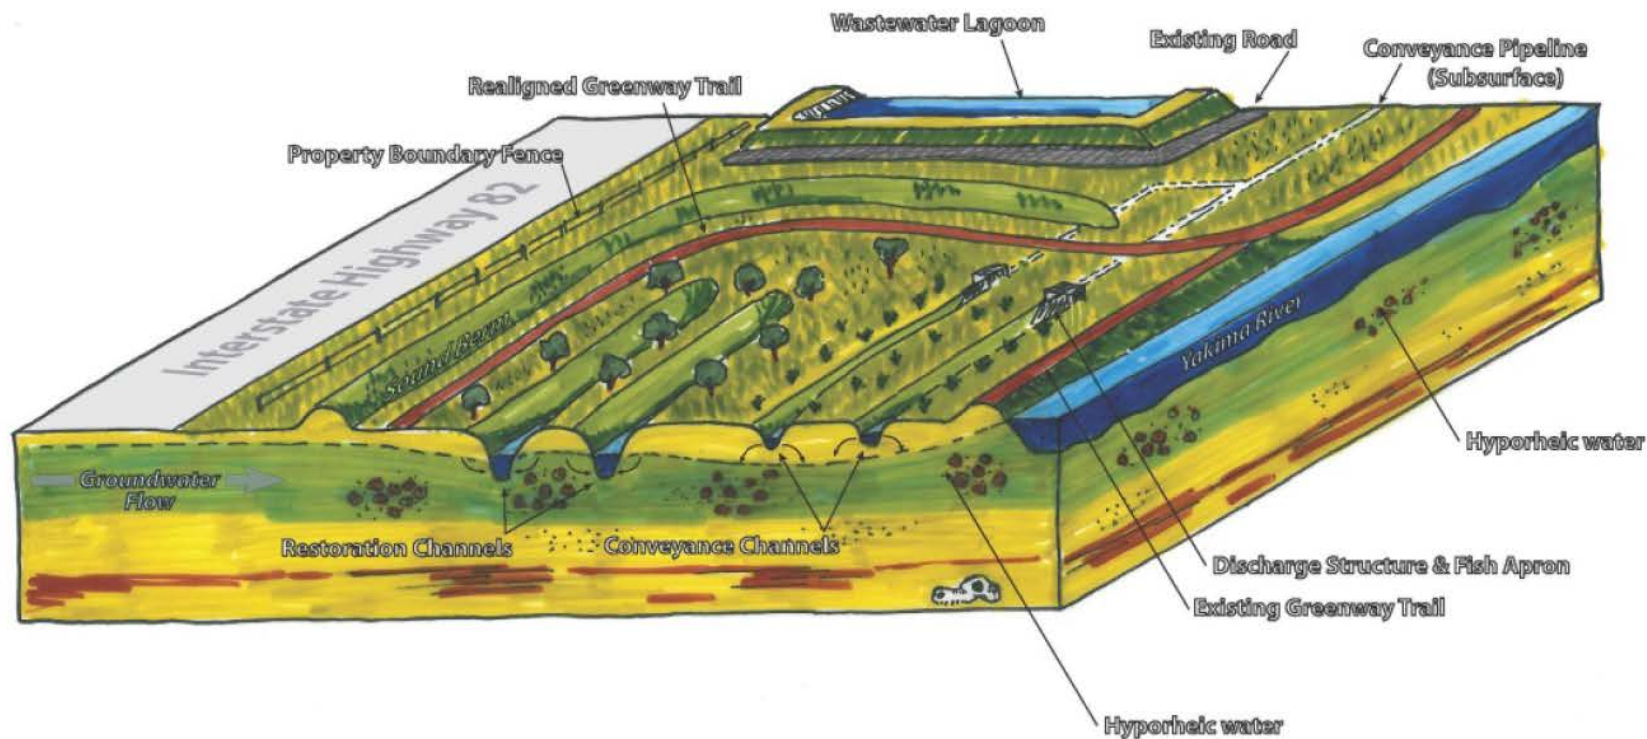 Wastewater Lagoon
Existing Road
Conveyance Pipeline
(Subsurface)
Realigned Greenway Trail
Property Boundary Fence
Interstate Highway 82
Sound Berm
Yakima River
Hyporheic water
Groundwater
Flow
Restoration Channels
Conveyance Channels
Discharge Structure & Fish Apron
Existing Greenway Trail
Hyporheic water